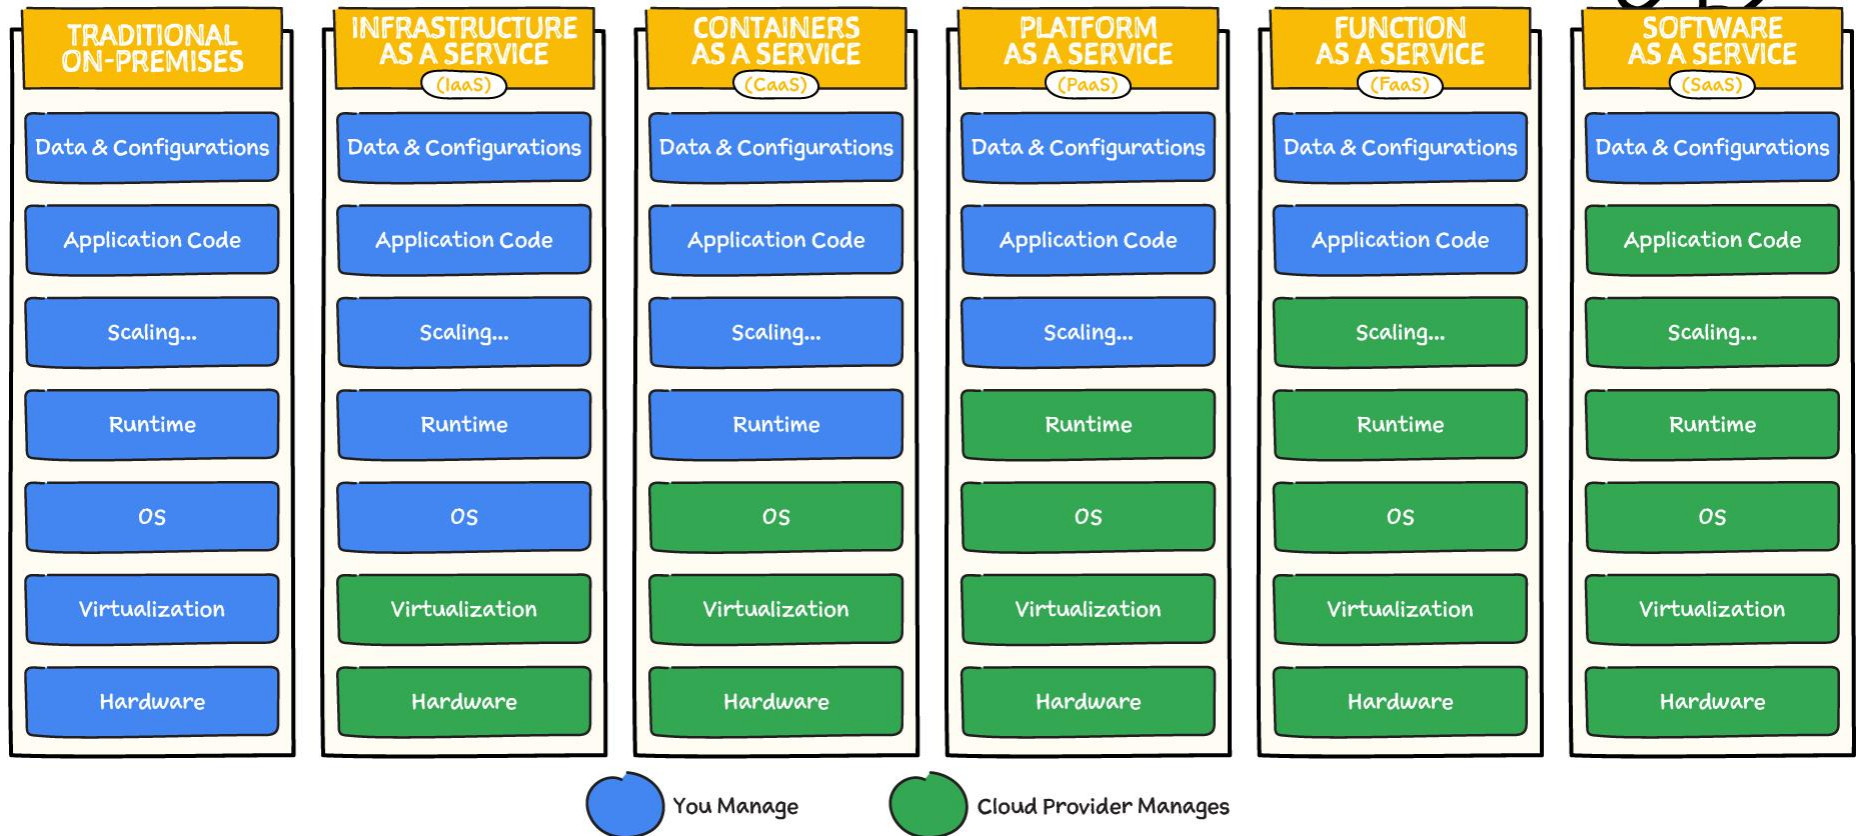 TRADITIONAL
ON-PREMISES
Data & Configurations
Application Code
Scaling...
Runtime
OS
Virtualization
Hardware
INFRASTRUCTURE
AS A SERVICE
(IaaS)
Data & Configurations
Application Code
Scaling...
Runtime
OS
Virtualization
Hardware
CONTAINERS
AS A SERVICE
(CaaS)
Data & Configurations
Application Code
Scaling...
Runtime
OS
Virtualization
Hardware
PLATFORM
AS A SERVICE
(PaaS)
Data & Configurations
Application Code
Scaling...
Runtime
OS
Virtualization
Hardware
FUNCTION
AS A SERVICE
(FaaS)
Data & Configurations
Application Code
Scaling...
Runtime
OS
Virtualization
Hardware
SOFTWARE
AS A SERVICE
(SaaS)
Data & Configurations
Application Code
Scaling...
Runtime
OS
Virtualization
Hardware
You Manage
Cloud Provider Manages